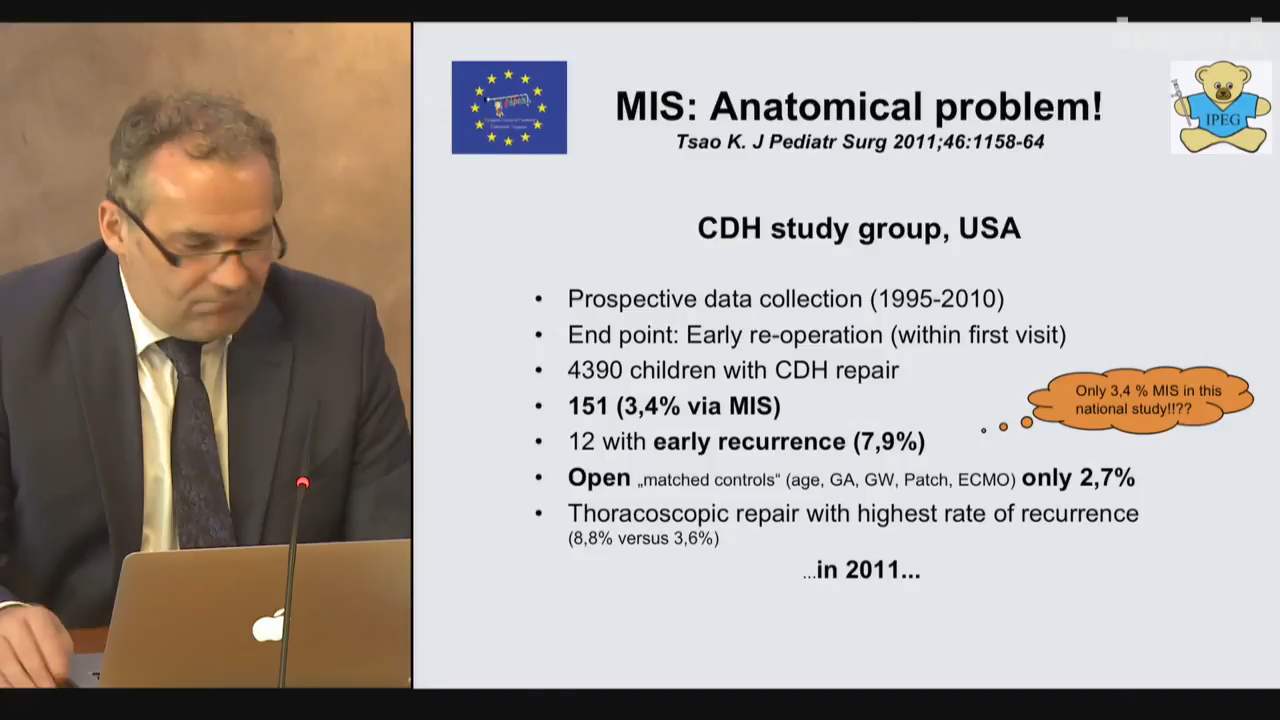 MIS: Anatomical problem!
Tsao K. J Pediatr Surg 2011;46:1158-64
IPEG
CDH study group, USA
• Prospective data collection (1995-2010)
• End point: Early re-operation (within first visit)
• 4390 children with CDH repair
• 151 (3,4% via MIS)
• 12 with early recurrence (7,9%)
• Open „matched controls“ (age, GA, GW, Patch, ECMO) only 2,7%
• Thoracoscopic repair with highest rate of recurrence
(8,8% versus 3,6%)
...in 2011...
Only 3,4 % MIS in this
national study!!??